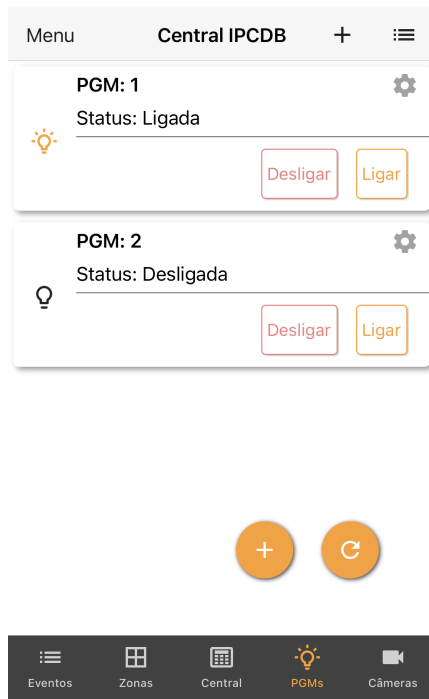 Menu Central IPCDB
PGM: 1
Status: Ligada
Desligar Ligar
PGM: 2
Status: Desligada
Desligar Ligar
Eventos Zonas Central PGMs Câmeras